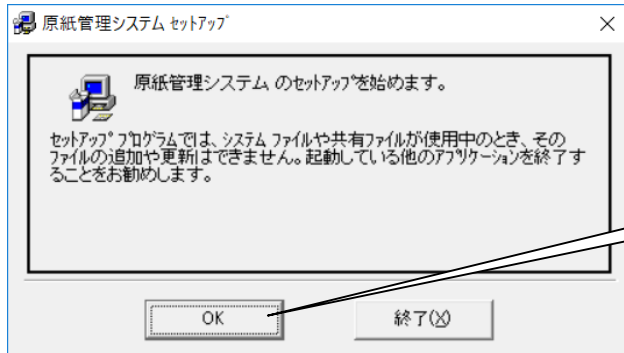 原紙管理システム ｾｯﾄｱｯﾌﾟ
原紙管理システム のｾｯﾄｱｯﾌﾟを始めます。
ｾｯﾄｱｯﾌﾟ ﾌﾟﾛｸﾞﾗﾑでは、ｼｽﾃﾑ ﾌｧｲﾙや共有ﾌｧｲﾙが使用中のとき、その
ﾌｧｲﾙの追加や更新はできません。起動している他のｱﾌﾟﾘｹｰｼｮﾝを終了す
ることをお勧めします。
OK
終了(X)